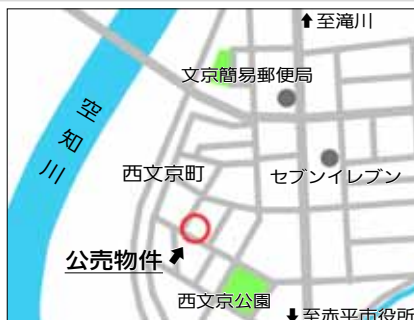 ↑至滝川
文京簡易郵便局
空知川
西文京町
セブンイレブン
公売物件
西文京公園
↓至赤平市役所